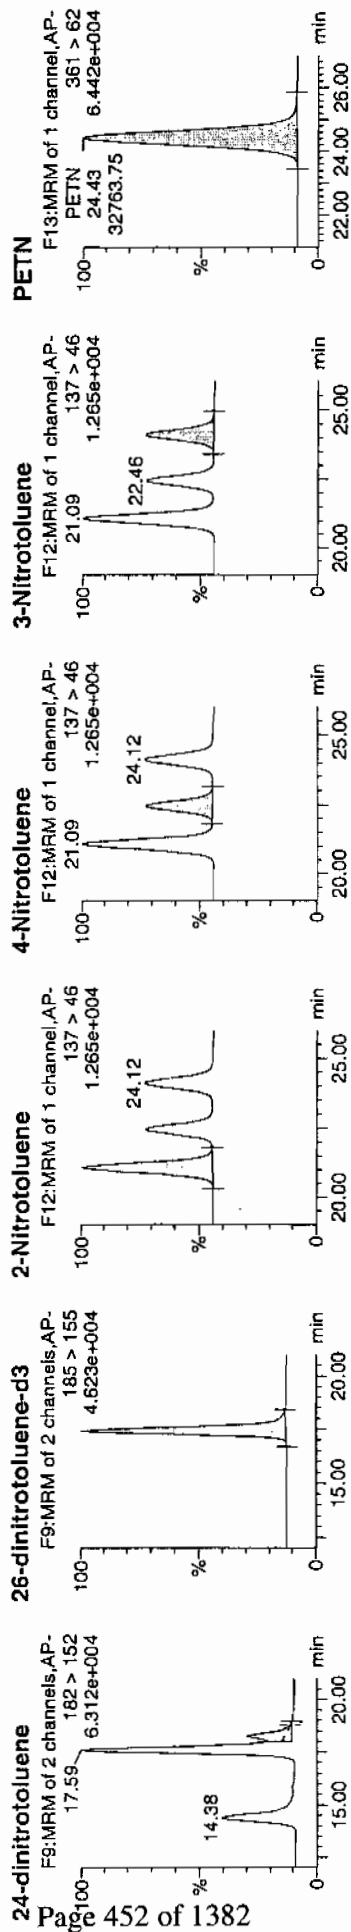 24-dinitrotoluene
F9:MRM of 2 channels,AP-
182 > 152
6.312e+004
17.59
14.38
100
%
0
15.00
20.00
min
26-dinitrotoluene-d3
F9:MRM of 2 channels,AP-
185 > 155
4.623e+004
100
%
0
15.00
20.00
min
2-Nitrotoluene
F12:MRM of 1 channel,AP-
137 > 46
1.265e+004
24.12
100
%
0
20.00
25.00
min
4-Nitrotoluene
F12:MRM of 1 channel,AP-
137 > 46
1.265e+004
21.09
24.12
100
%
0
20.00
25.00
min
3-Nitrotoluene
F12:MRM of 1 channel,AP-
137 > 46
1.265e+004
21.09
22.46
100
%
0
20.00
25.00
min
PETN
F13:MRM of 1 channel,AP-
361 > 62
6.442e+004
PETN
24.43
32763.75
100
%
0
22.00
24.00
26.00
min
Page 452 of 1382